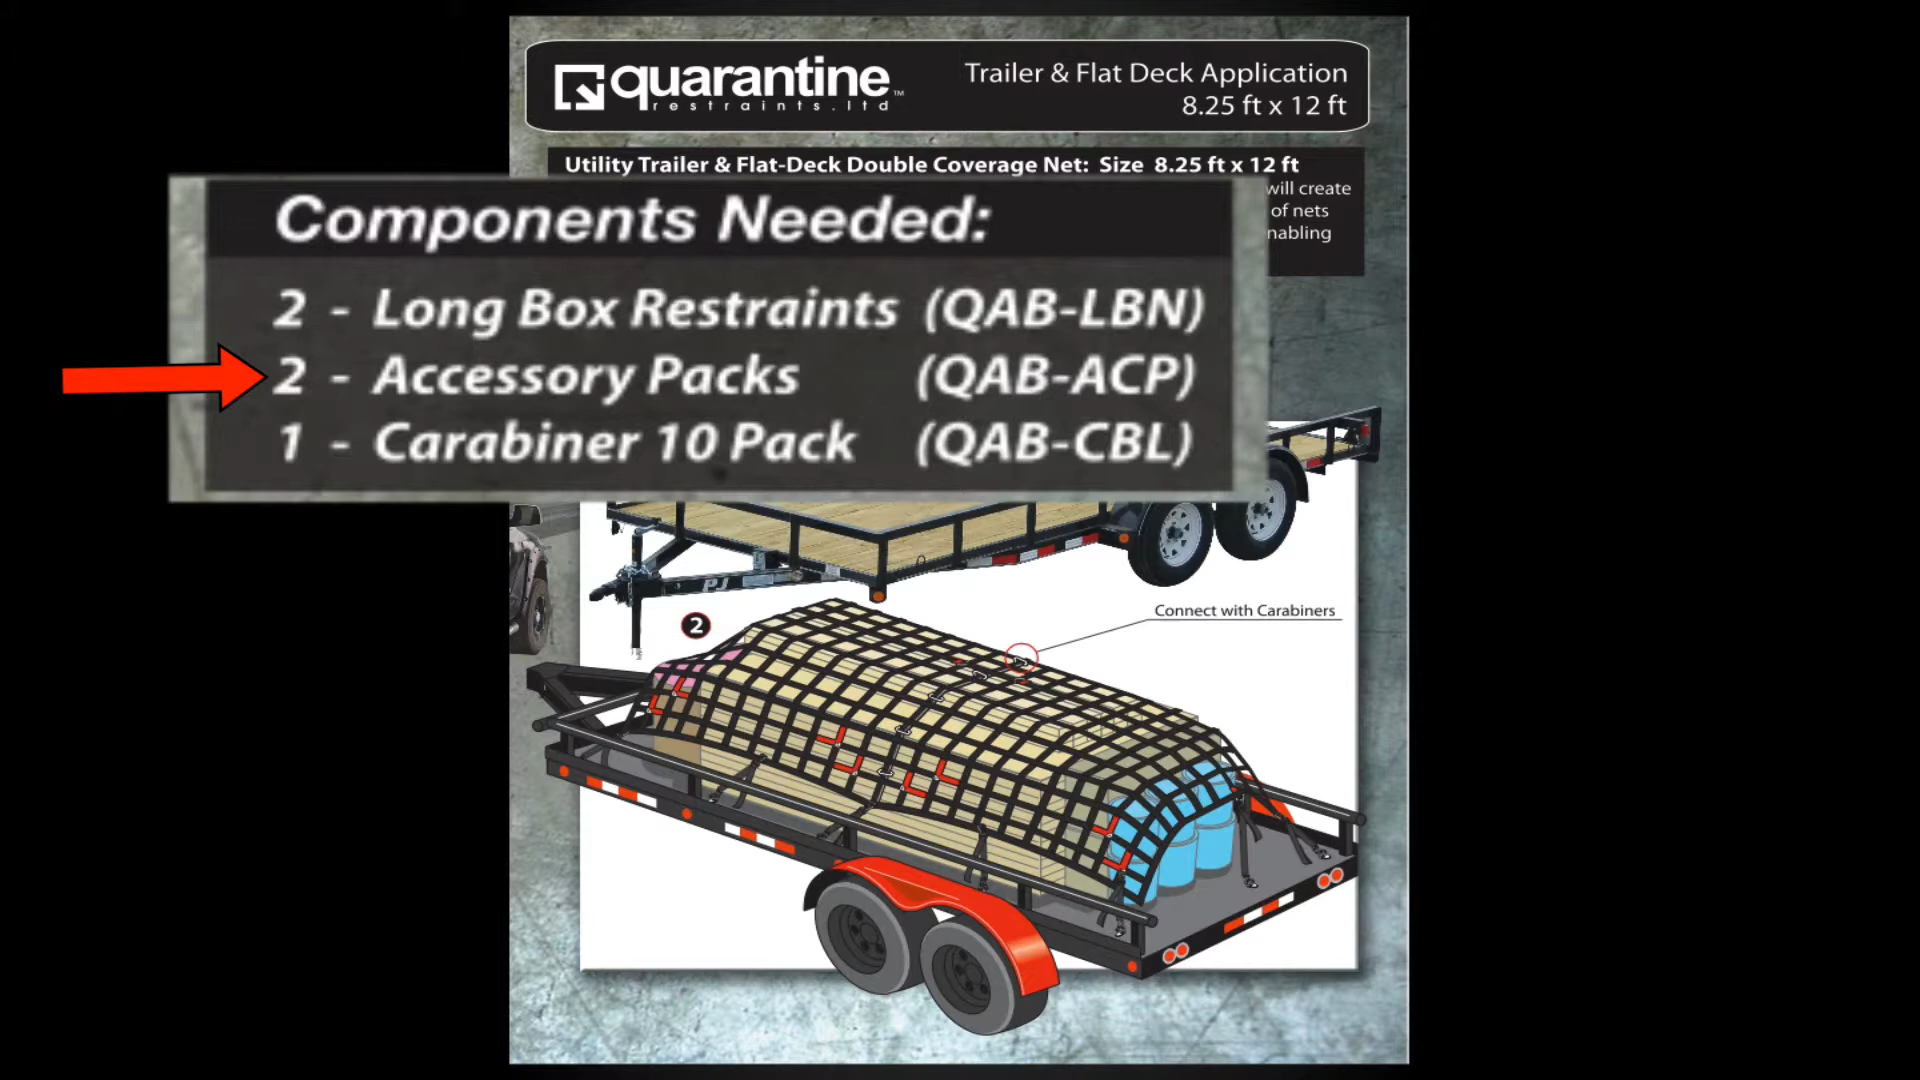 quarantine™
restraints.ltd
Trailer & Flat Deck Application
8.25 ft x 12 ft
Utility Trailer & Flat-Deck Double Coverage Net: Size 8.25 ft x 12 ft
will create
of nets
nabling
Components Needed:
2 - Long Box Restraints (QAB-LBN)
2 - Accessory Packs (QAB-ACP)
1 - Carabiner 10 Pack (QAB-CBL)
PJ
2
Connect with Carabiners